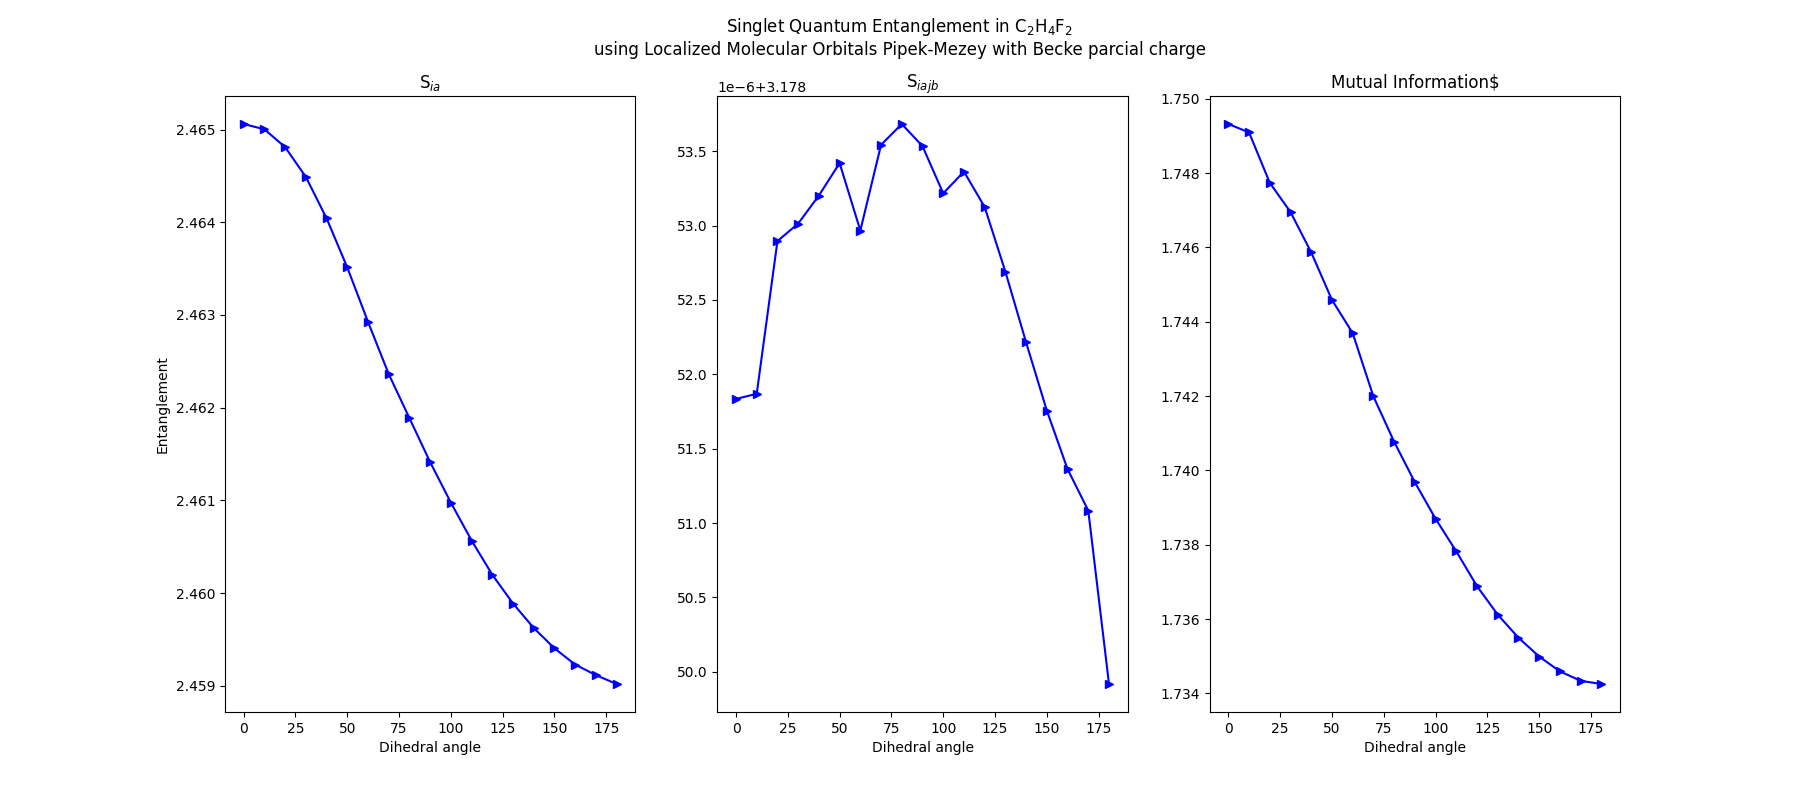 Singlet Quantum Entanglement in C₂H₄F₂
using Localized Molecular Orbitals Pipek-Mezey with Becke parcial charge
S_{ia}
2.465
2.464
2.463
2.462
2.461
2.460
2.459
Entanglement
0 25 50 75 100 125 150 175
Dihedral angle
S_{iajb}
1e−6+3.178
53.5
53.0
52.5
52.0
51.5
51.0
50.5
50.0
0 25 50 75 100 125 150 175
Dihedral angle
Mutual Information$
1.750
1.748
1.746
1.744
1.742
1.740
1.738
1.736
1.734
0 25 50 75 100 125 150 175
Dihedral angle